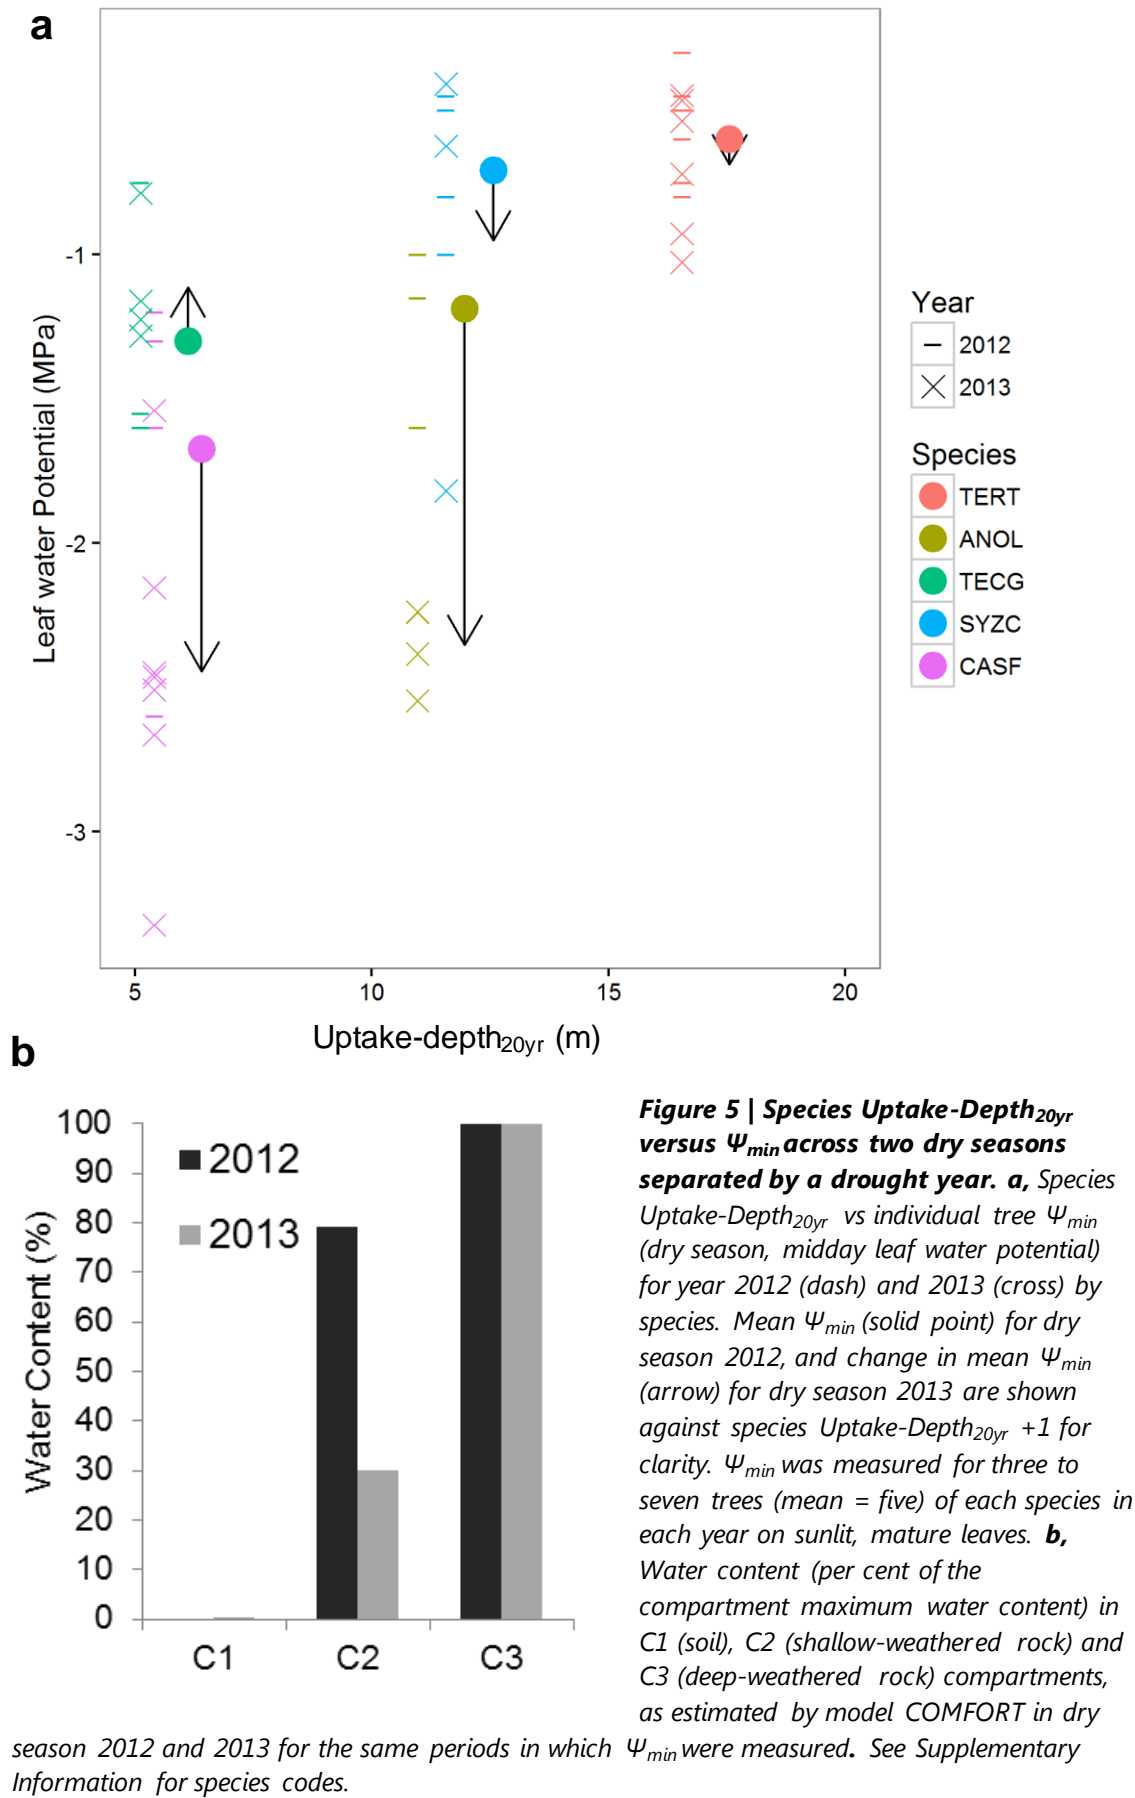 a
Leaf water Potential (MPa)
-1
-2
-3
5
10
15
20
Uptake-depth20yr (m)
Year
2012
2013
Species
TERT
ANOL
TECG
SYZC
CASF
b
Water Content (%)
100
90
80
70
60
50
40
30
20
10
0
2012
2013
C1
C2
C3
Figure 5 | Species Uptake-Depth20yr
versus Ψmin across two dry seasons
separated by a drought year. a, Species
Uptake-Depth20yr vs individual tree Ψmin
(dry season, midday leaf water potential)
for year 2012 (dash) and 2013 (cross) by
species. Mean Ψmin (solid point) for dry
season 2012, and change in mean Ψmin
(arrow) for dry season 2013 are shown
against species Uptake-Depth20yr +1 for
clarity. Ψmin was measured for three to
seven trees (mean = five) of each species in
each year on sunlit, mature leaves. b,
Water content (per cent of the
compartment maximum water content) in
C1 (soil), C2 (shallow-weathered rock) and
C3 (deep-weathered rock) compartments,
as estimated by model COMFORT in dry
season 2012 and 2013 for the same periods in which Ψmin were measured. See Supplementary
Information for species codes.